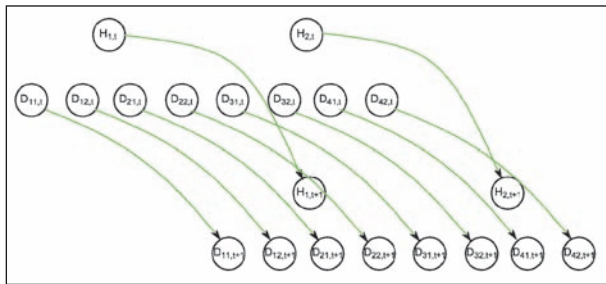 H1,t H2,t
D11,t D12,t D21,t D22,t D31,t D32,t D41,t D42,t
H1,t+1 H2,t+1
D11,t+1 D12,t+1 D21,t+1 D22,t+1 D31,t+1 D32,t+1 D41,t+1 D42,t+1